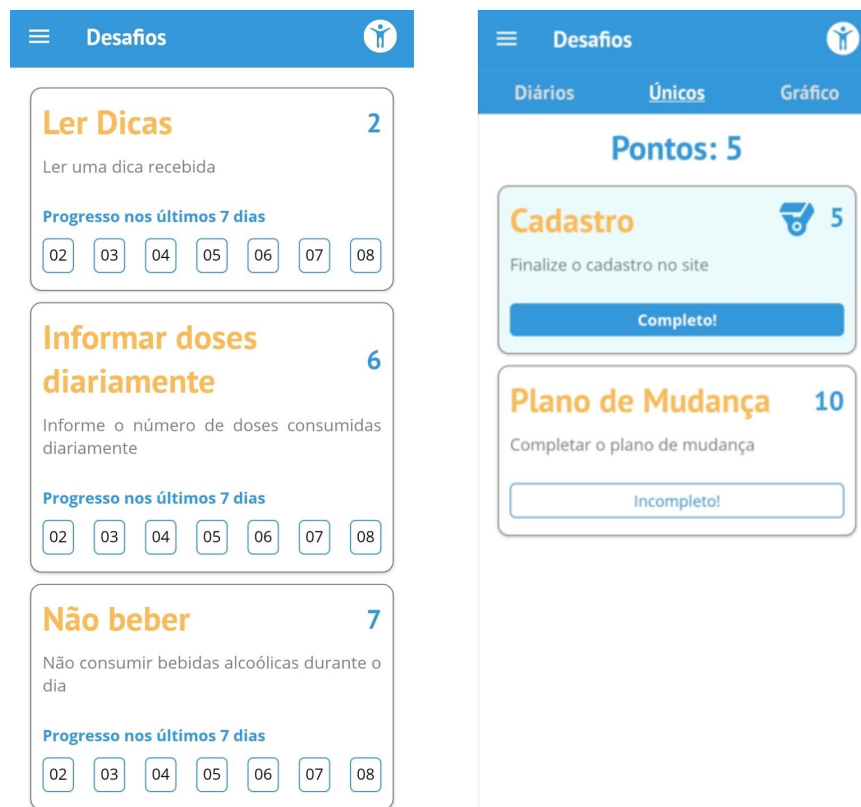 Desafios
Ler Dicas
2
Ler uma dica recebida
Progresso nos últimos 7 dias
02 03 04 05 06 07 08
Informar doses
diariamente
6
Informe o número de doses consumidas
diariamente
Progresso nos últimos 7 dias
02 03 04 05 06 07 08
Não beber
7
Não consumir bebidas alcoólicas durante o
dia
Progresso nos últimos 7 dias
02 03 04 05 06 07 08
Desafios
Diários Únicos Gráfico
Pontos: 5
Cadastro
5
Finalize o cadastro no site
Completo!
Plano de Mudança
10
Completar o plano de mudança
Incompleto!